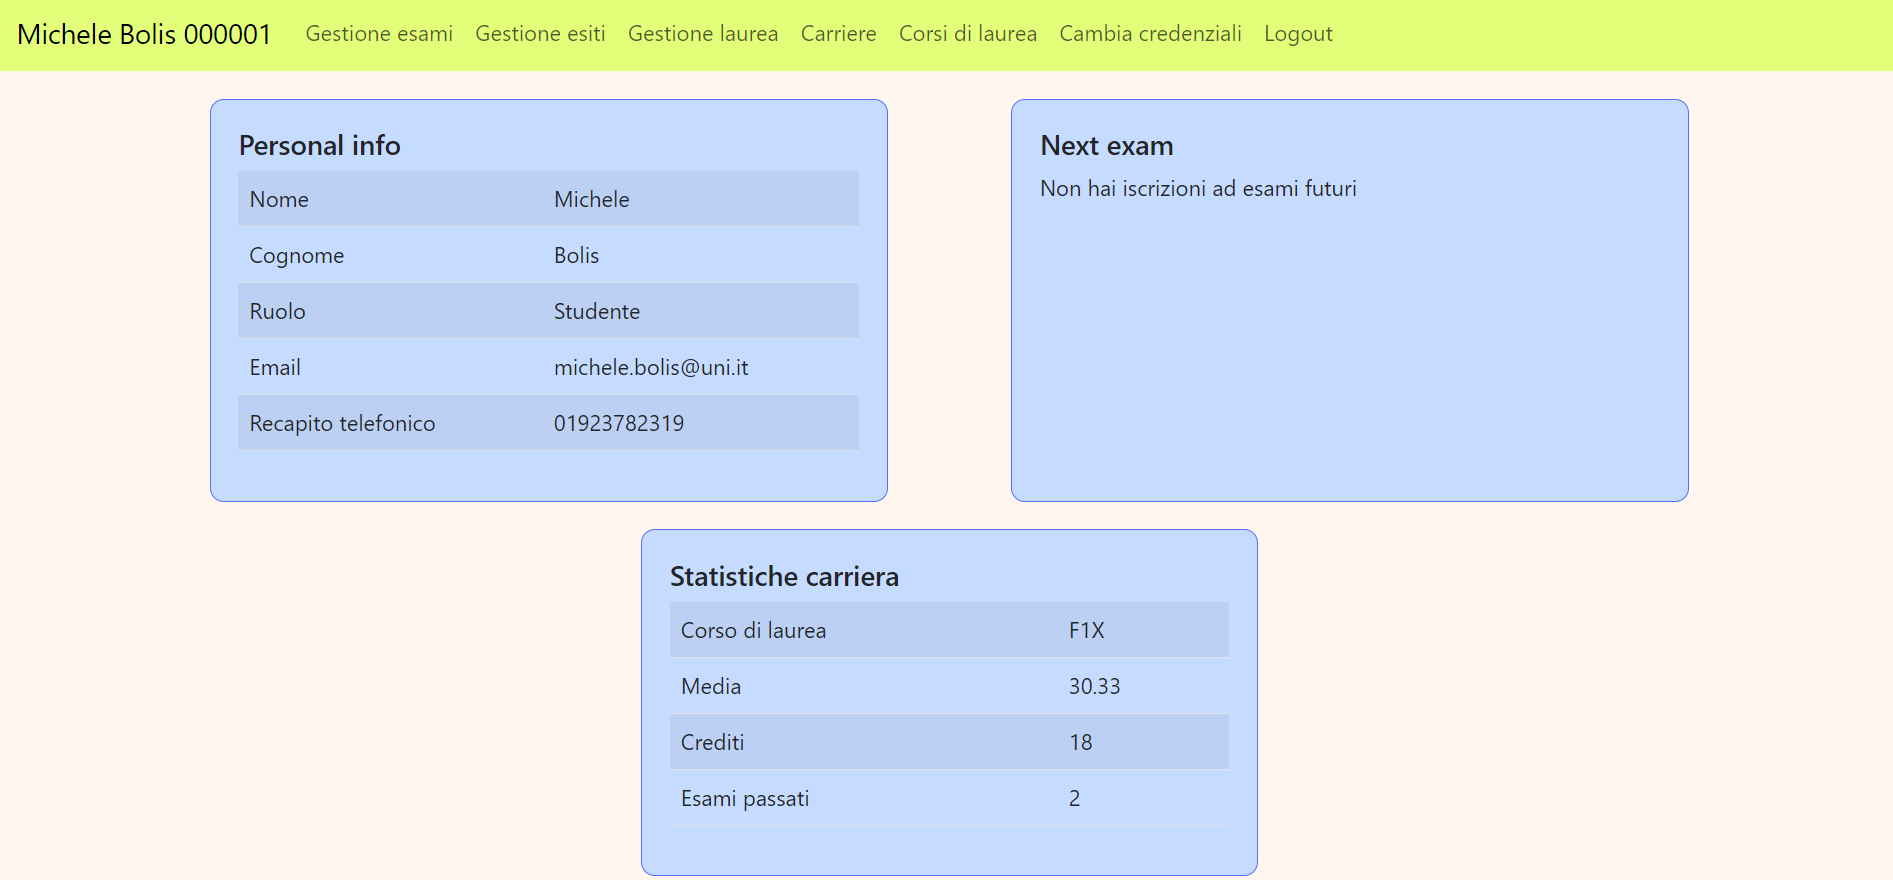 Michele Bolis 000001 Gestione esami Gestione esiti Gestione laurea Carriere Corsi di laurea Cambia credenziali Logout
Personal info
Nome Michele
Cognome Bolis
Ruolo Studente
Email michele.bolis@uni.it
Recapito telefonico 01923782319
Next exam
Non hai iscrizioni ad esami futuri
Statistiche carriera
Corso di laurea F1X
Media 30.33
Crediti 18
Esami passati 2